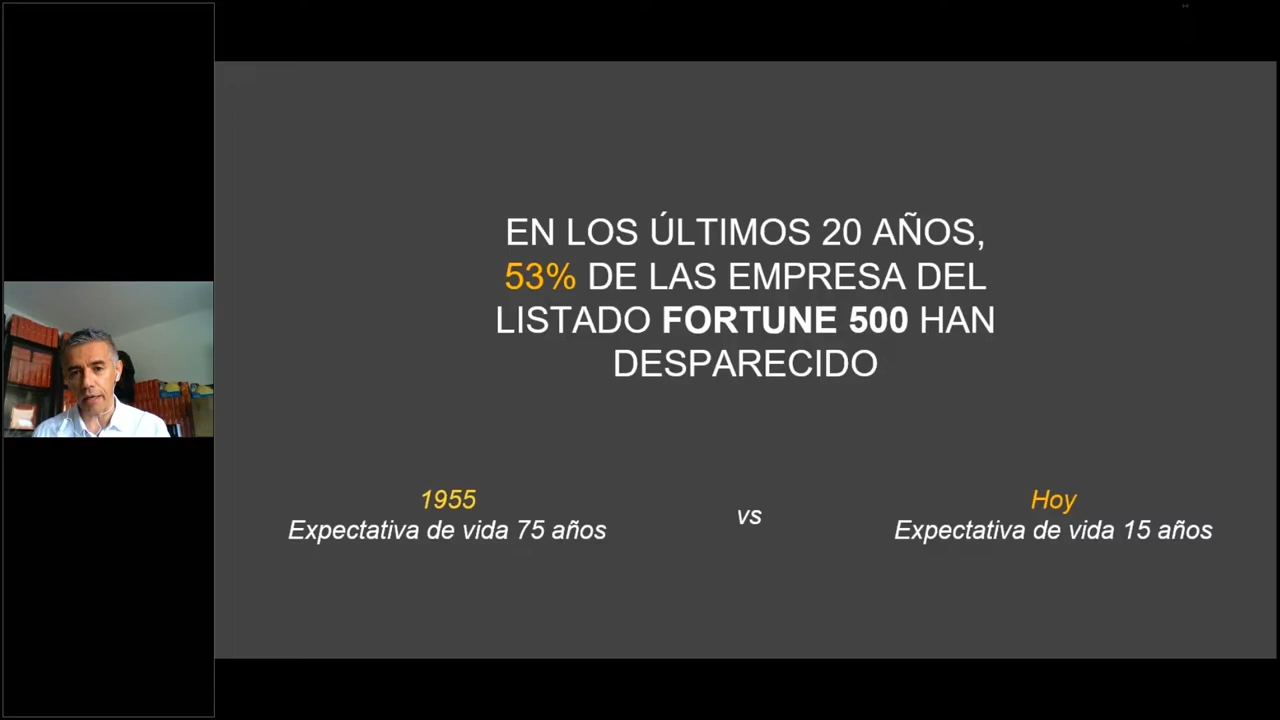 EN LOS ÚLTIMOS 20 AÑOS,
53% DE LAS EMPRESA DEL
LISTADO FORTUNE 500 HAN
DESPARECIDO
1955
Expectativa de vida 75 años
vs
Hoy
Expectativa de vida 15 años